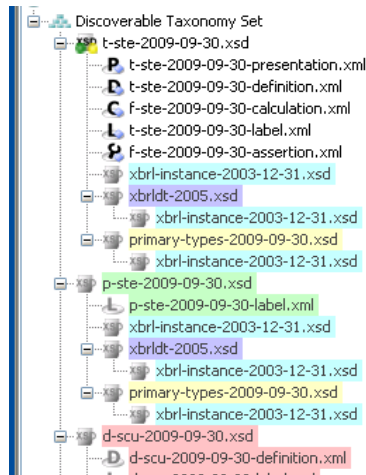 Discoverable Taxonomy Set
t-ste-2009-09-30.xsd
t-ste-2009-09-30-presentation.xml
t-ste-2009-09-30-definition.xml
f-ste-2009-09-30-calculation.xml
t-ste-2009-09-30-label.xml
f-ste-2009-09-30-assertion.xml
xbrl-instance-2003-12-31.xsd
xbrldt-2005.xsd
xbrl-instance-2003-12-31.xsd
primary-types-2009-09-30.xsd
xbrl-instance-2003-12-31.xsd
p-ste-2009-09-30.xsd
p-ste-2009-09-30-label.xml
xbrl-instance-2003-12-31.xsd
xbrldt-2005.xsd
xbrl-instance-2003-12-31.xsd
primary-types-2009-09-30.xsd
xbrl-instance-2003-12-31.xsd
d-scu-2009-09-30.xsd
d-scu-2009-09-30-definition.xml